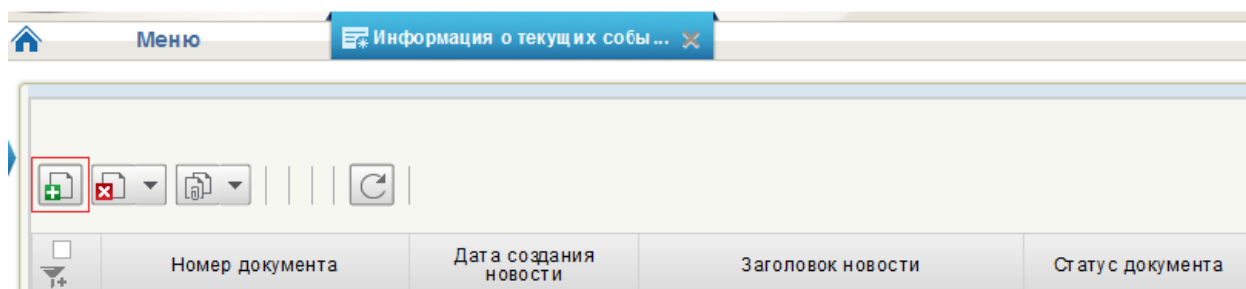 Меню
Информация о текущих собы...
Номер документа
Дата создания
новости
Заголовок новости
Статус документа